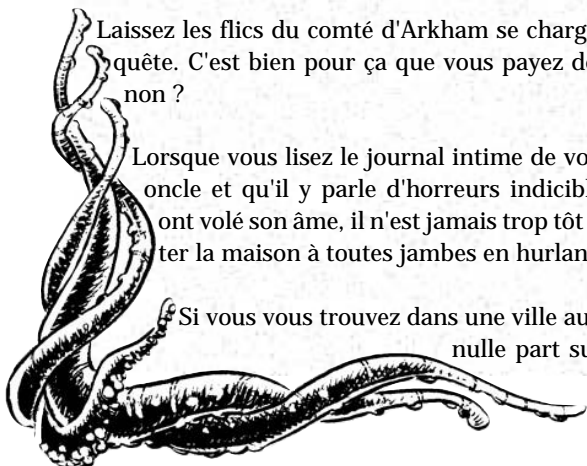 Laissez les flics du comté d'Arkham se charg
quête. C'est bien pour ça que vous payez de
non ?
Lorsque vous lisez le journal intime de vo
oncle et qu'il y parle d'horreurs indicibl
ont volé son âme, il n'est jamais trop tôt
ter la maison à toutes jambes en hurlan
Si vous vous trouvez dans une ville au
nulle part su